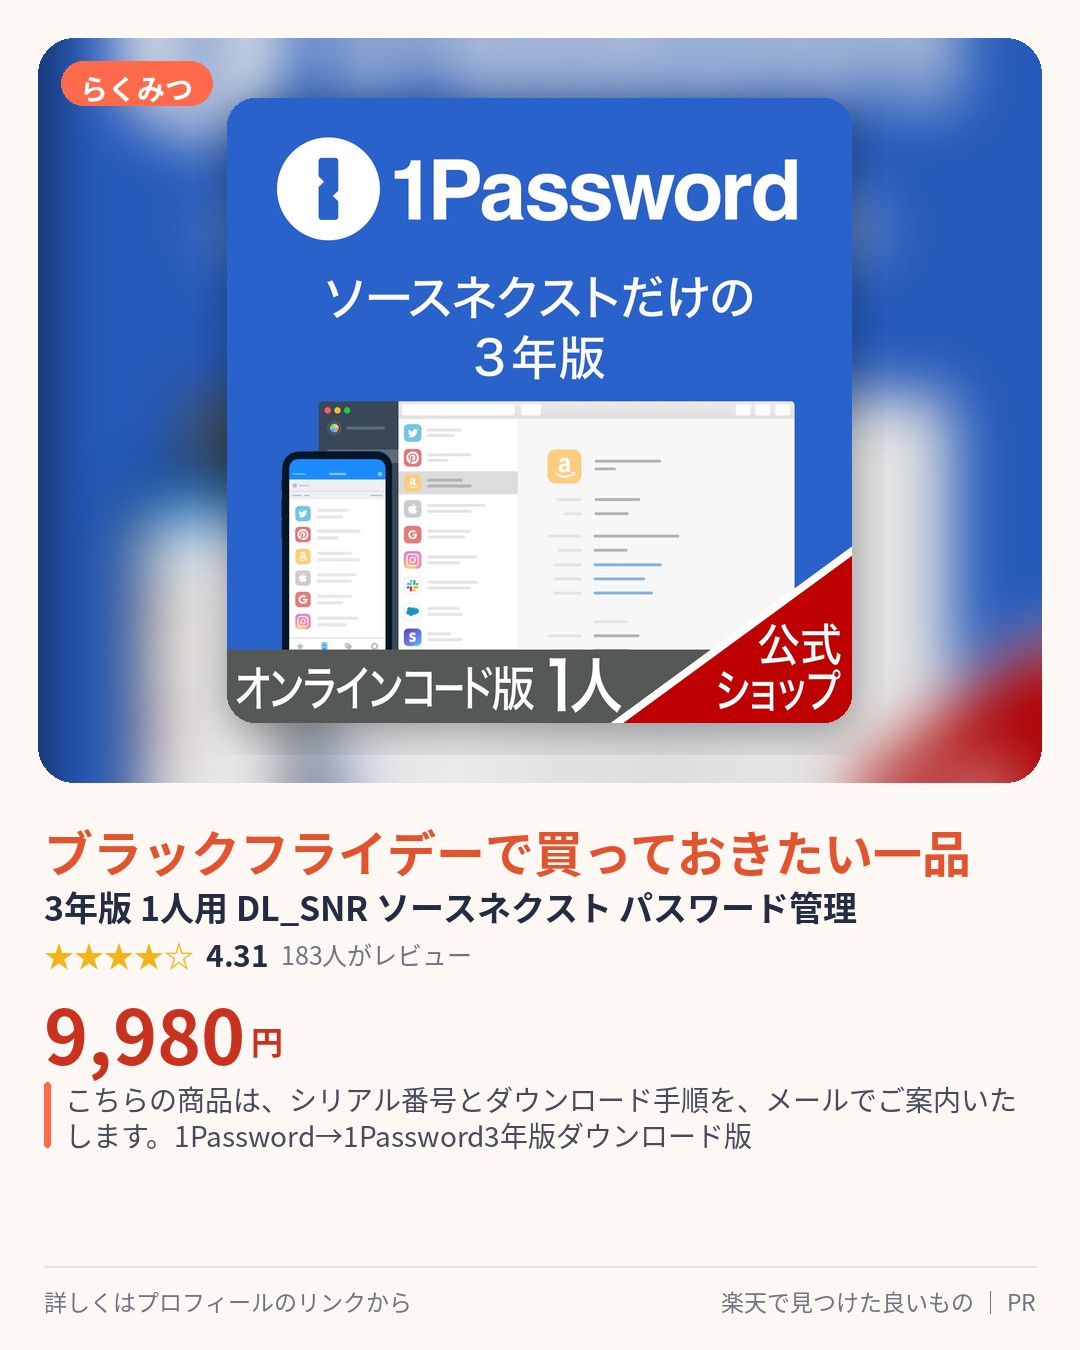 らくみつ
1Password
ソースネクストだけの
3年版
オンラインコード版 1人
公式
ショップ
ブラックフライデーで買っておきたい一品
3年版 1人用 DL_SNR ソースネクスト パスワード管理
★★★★☆ 4.31 183人がレビュー
9,980円
こちらの商品は、シリアル番号とダウンロード手順を、メールでご案内いた
します。1Password→1Password3年版ダウンロード版
詳しくはプロフィールのリンクから
楽天で見つけた良いもの｜PR